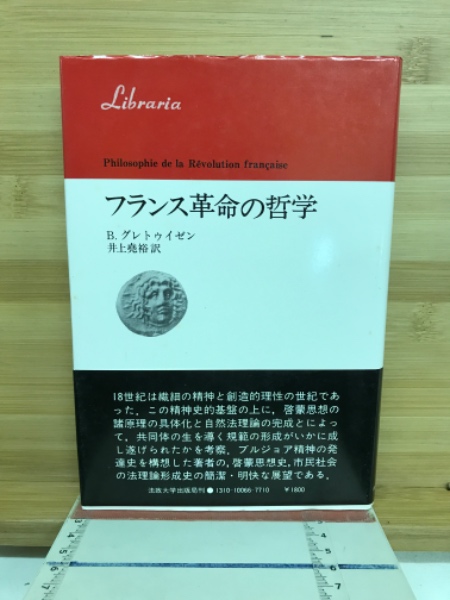 Libraria
Philosophie de la Révolution française
フランス革命の哲学
B. グレトゥイゼン
井上堯裕 訳
18世紀は繊細の精神と創造的理性の世紀であ
った。この精神史的基盤の上に，啓蒙思想の
諸原理の具体化と自然法理論の完成とによっ
て，共同体の生を導く規範の形成がいかに成
し遂げられたかを考察。ブルジョア精神の発
達史を構想した著者の，啓蒙思想史，市民社会
の法理論形成史の簡潔・明快な展望である。
法政大学出版局刊 ● 1310-10066-7710 ￥1800